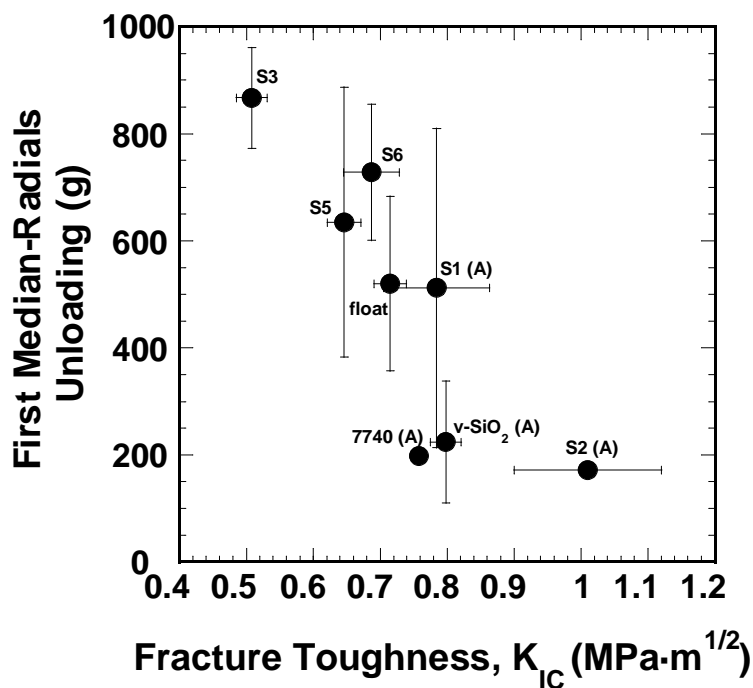 1000
800
600
400
200
0
First Median-Radials
Unloading (g)
S3
S6
S5
S1 (A)
float
7740 (A)
v-SiO₂ (A)
S2 (A)
0.4 0.5 0.6 0.7 0.8 0.9 1 1.1 1.2
Fracture Toughness, K_IC (MPa·m^1/2)